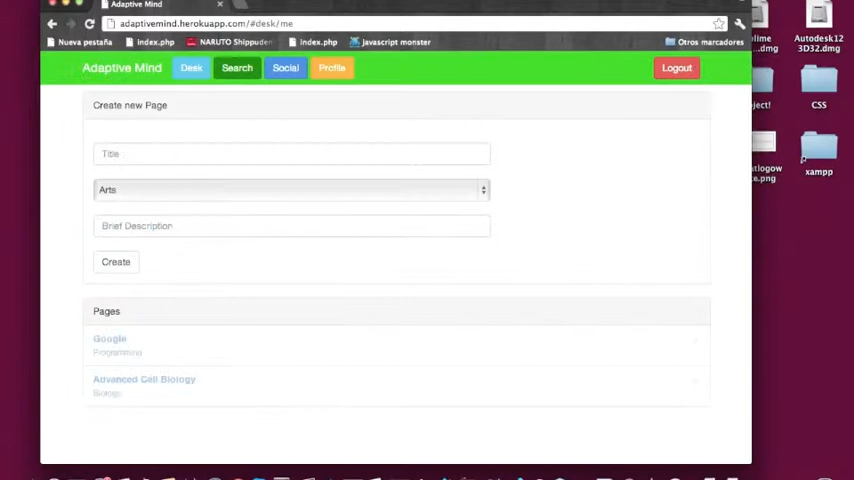 Adaptive Mind
adaptivemind.herokuapp.com/#desk/me
Nueva pestaña index.php NARUTO Shippuden index.php javascript monster Otros marcadores
Adaptive Mind Desk Search Social Profile Logout
Create new Page
Title
Arts
Brief Description
Create
Pages
Google
Programming
Advanced Cell Biology
Biology
.dmg
Autodesk12
3D32.dmg
CSS
xampp